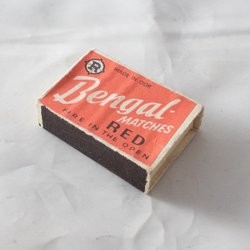 MADE IN GDR
Bengal-
MATCHES
RED
FIRE IN THE OPEN